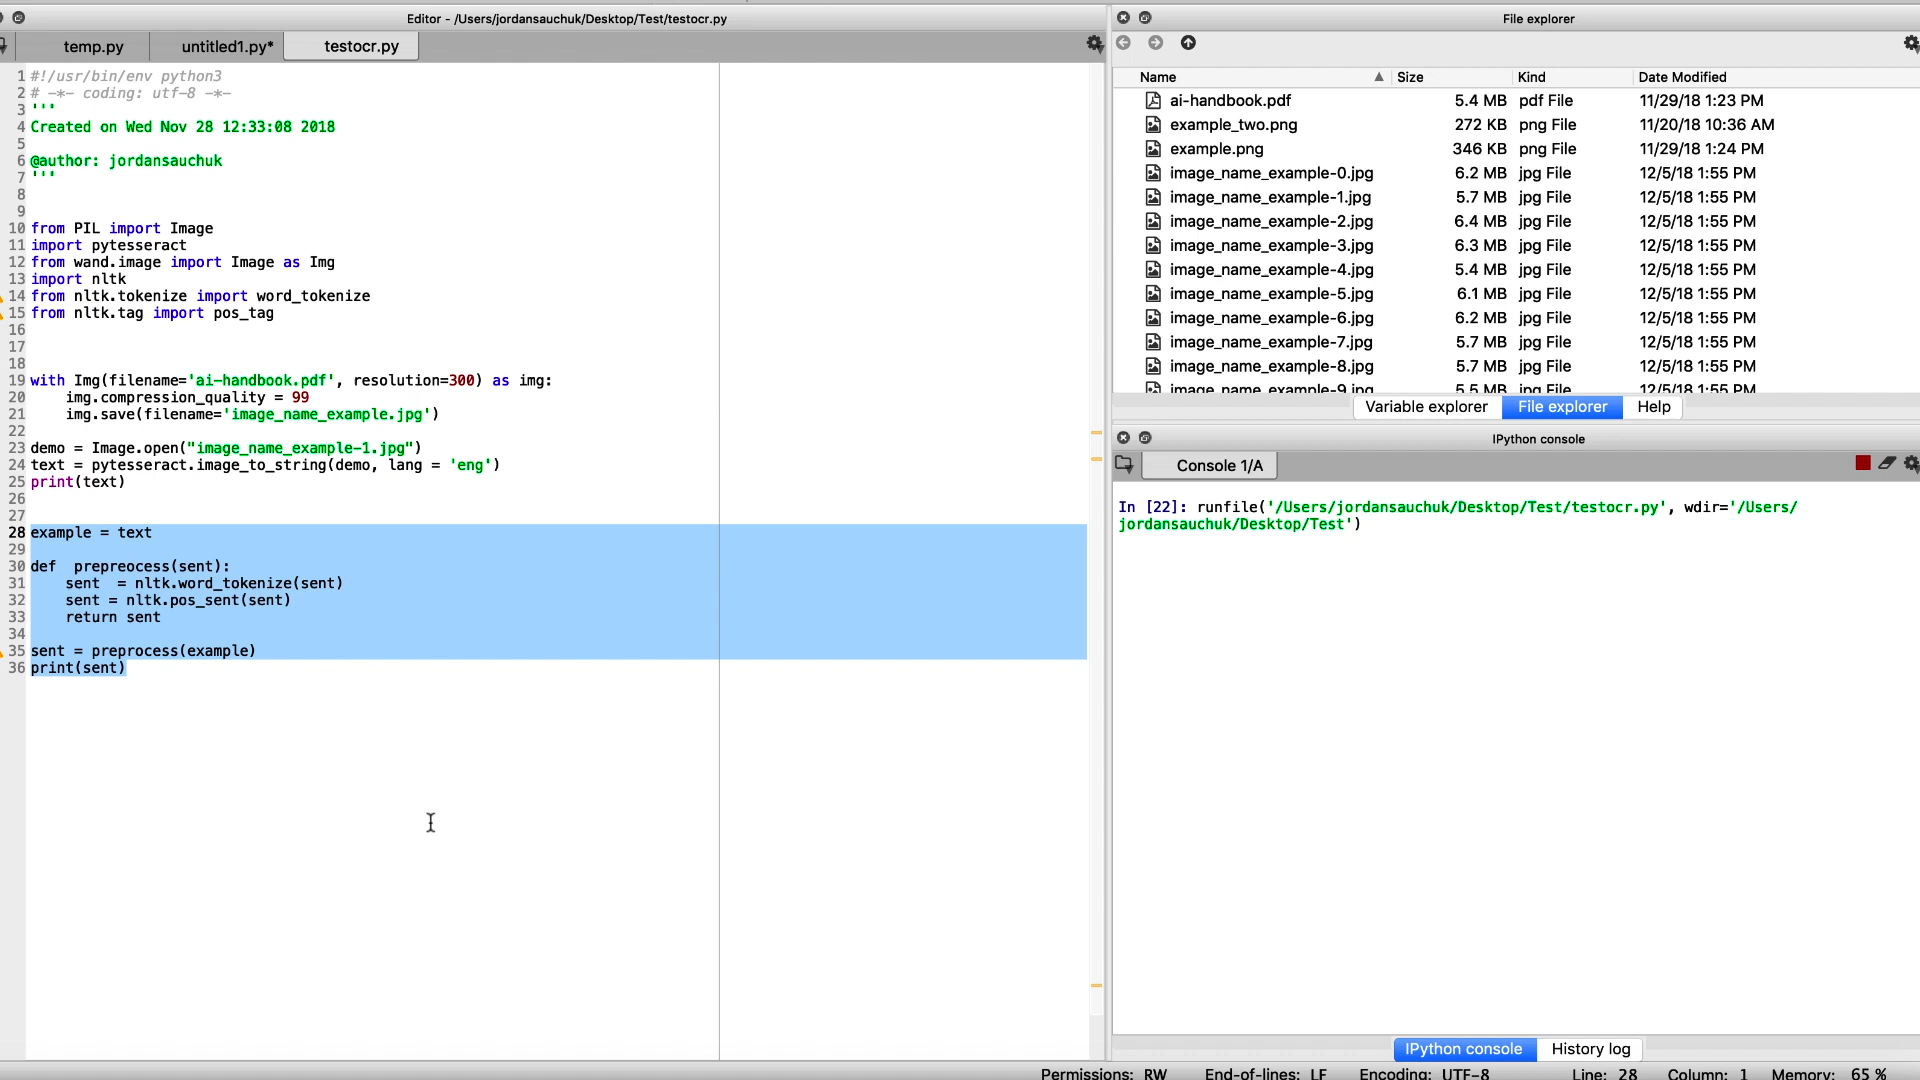 Editor - /Users/jordansauchuk/Desktop/Test/testocr.py
temp.py
untitled1.py*
testocr.py
1 #!/usr/bin/env python3
2 # -*- coding: utf-8 -*-
3 '''
4 Created on Wed Nov 28 12:33:08 2018
5
6 @author: jordansauchuk
7 '''
8
9
10 from PIL import Image
11 import pytesseract
12 from wand.image import Image as Img
13 import nltk
14 from nltk.tokenize import word_tokenize
15 from nltk.tag import pos_tag
16
17
18
19 with Img(filename='ai-handbook.pdf', resolution=300) as img:
20     img.compression_quality = 99
21     img.save(filename='image_name_example.jpg')
22
23 demo = Image.open("image_name_example-1.jpg")
24 text = pytesseract.image_to_string(demo, lang = 'eng')
25 print(text)
26
27
28 example = text
29
30 def  prepreocess(sent):
31     sent  = nltk.word_tokenize(sent)
32     sent = nltk.pos_sent(sent)
33     return sent
34
35 sent = preprocess(example)
36 print(sent)
File explorer
Name Size Kind Date Modified
ai-handbook.pdf 5.4 MB pdf File 11/29/18 1:23 PM
example_two.png 272 KB png File 11/20/18 10:36 AM
example.png 346 KB png File 11/29/18 1:24 PM
image_name_example-0.jpg 6.2 MB jpg File 12/5/18 1:55 PM
image_name_example-1.jpg 5.7 MB jpg File 12/5/18 1:55 PM
image_name_example-2.jpg 6.4 MB jpg File 12/5/18 1:55 PM
image_name_example-3.jpg 6.3 MB jpg File 12/5/18 1:55 PM
image_name_example-4.jpg 5.4 MB jpg File 12/5/18 1:55 PM
image_name_example-5.jpg 6.1 MB jpg File 12/5/18 1:55 PM
image_name_example-6.jpg 6.2 MB jpg File 12/5/18 1:55 PM
image_name_example-7.jpg 5.7 MB jpg File 12/5/18 1:55 PM
image_name_example-8.jpg 5.7 MB jpg File 12/5/18 1:55 PM
image_name_example-9.jpg 5.5 MB jpg File 12/5/18 1:55 PM
Variable explorer File explorer Help
IPython console
Console 1/A
In [22]: runfile('/Users/jordansauchuk/Desktop/Test/testocr.py', wdir='/Users/
jordansauchuk/Desktop/Test')
IPython console History log
Permissions: RW End-of-lines: LF Encoding: UTF-8 Line: 28 Column: 1 Memory: 65 %